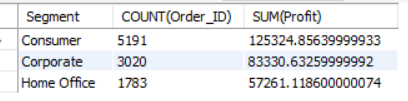 Segment COUNT(Order_ID) SUM(Profit)
Consumer 5191 125324.85639999933
Corporate 3020 83330.63259999992
Home Office 1783 57261.118600000074